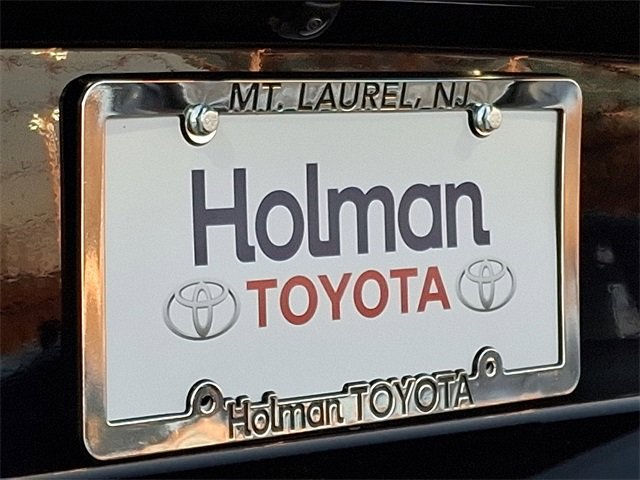 MT. LAUREL, NJ
Holman
TOYOTA
Holman TOYOTA